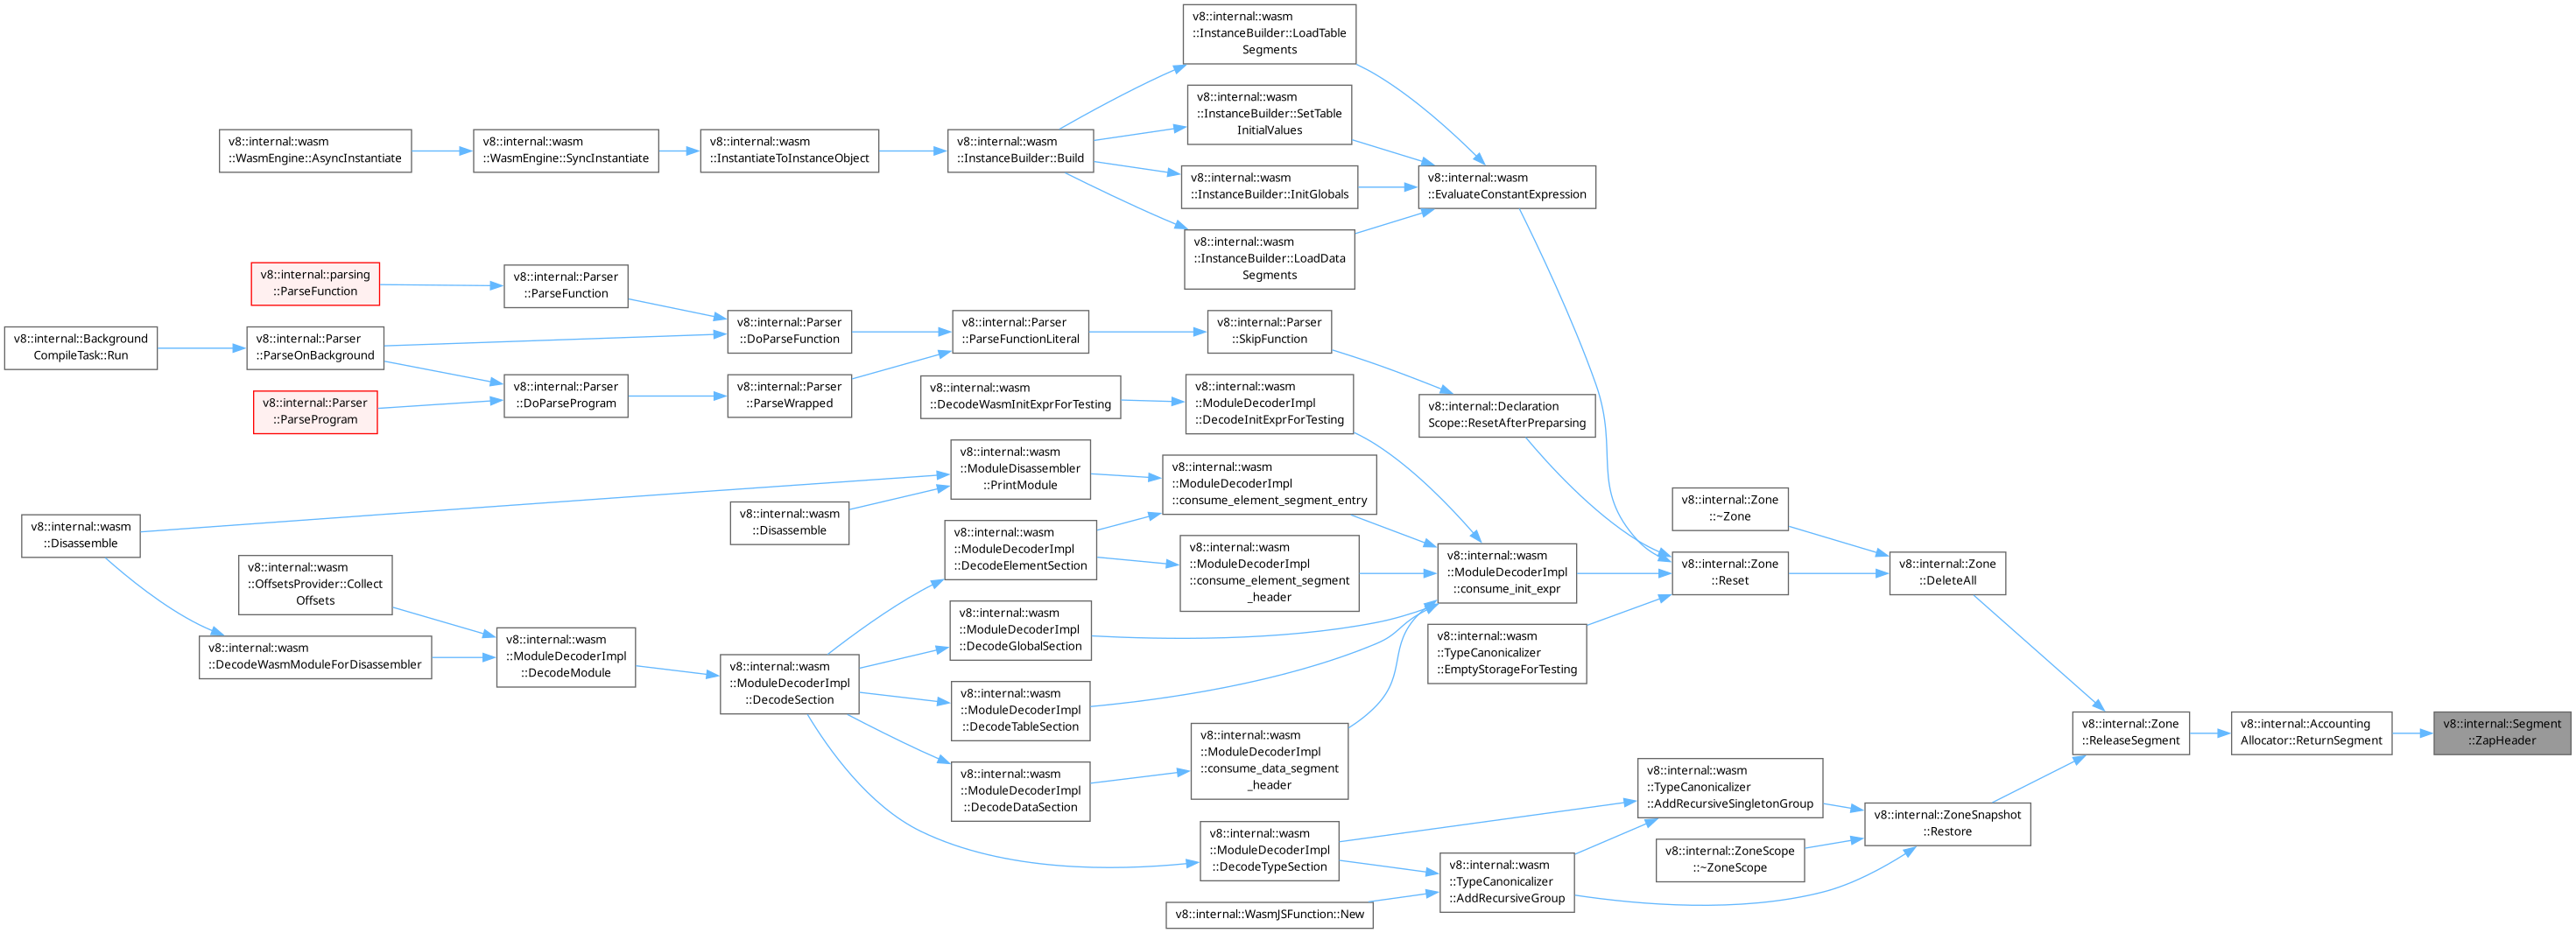 v8::internal::wasm
::InstanceBuilder::LoadTable
Segments
v8::internal::wasm
::InstanceBuilder::SetTable
InitialValues
v8::internal::wasm
::WasmEngine::AsyncInstantiate
v8::internal::wasm
::WasmEngine::SyncInstantiate
v8::internal::wasm
::InstantiateToInstanceObject
v8::internal::wasm
::InstanceBuilder::Build
v8::internal::wasm
::InstanceBuilder::InitGlobals
v8::internal::wasm
::EvaluateConstantExpression
v8::internal::wasm
::InstanceBuilder::LoadData
Segments
v8::internal::parsing
::ParseFunction
v8::internal::Parser
::ParseFunction
v8::internal::Background
CompileTask::Run
v8::internal::Parser
::ParseOnBackground
v8::internal::Parser
::DoParseFunction
v8::internal::Parser
::ParseFunctionLiteral
v8::internal::Parser
::SkipFunction
v8::internal::Parser
::ParseProgram
v8::internal::Parser
::DoParseProgram
v8::internal::Parser
::ParseWrapped
v8::internal::wasm
::DecodeWasmInitExprForTesting
v8::internal::wasm
::ModuleDecoderImpl
::DecodeInitExprForTesting
v8::internal::Declaration
Scope::ResetAfterPreparsing
v8::internal::wasm
::ModuleDisassembler
::PrintModule
v8::internal::wasm
::ModuleDecoderImpl
::consume_element_segment_entry
v8::internal::Zone
::~Zone
v8::internal::wasm
::Disassemble
v8::internal::wasm
::Disassemble
v8::internal::wasm
::ModuleDecoderImpl
::DecodeElementSection
v8::internal::wasm
::ModuleDecoderImpl
::consume_element_segment
_header
v8::internal::wasm
::ModuleDecoderImpl
::consume_init_expr
v8::internal::Zone
::Reset
v8::internal::Zone
::DeleteAll
v8::internal::wasm
::OffsetsProvider::Collect
Offsets
v8::internal::wasm
::DecodeWasmModuleForDisassembler
v8::internal::wasm
::ModuleDecoderImpl
::DecodeModule
v8::internal::wasm
::ModuleDecoderImpl
::DecodeSection
v8::internal::wasm
::ModuleDecoderImpl
::DecodeGlobalSection
v8::internal::wasm
::TypeCanonicalizer
::EmptyStorageForTesting
v8::internal::wasm
::ModuleDecoderImpl
::DecodeTableSection
v8::internal::wasm
::ModuleDecoderImpl
::consume_data_segment
_header
v8::internal::Zone
::ReleaseSegment
v8::internal::Accounting
Allocator::ReturnSegment
v8::internal::Segment
::ZapHeader
v8::internal::wasm
::ModuleDecoderImpl
::DecodeDataSection
v8::internal::wasm
::TypeCanonicalizer
::AddRecursiveSingletonGroup
v8::internal::ZoneSnapshot
::Restore
v8::internal::wasm
::ModuleDecoderImpl
::DecodeTypeSection
v8::internal::ZoneScope
::~ZoneScope
v8::internal::wasm
::TypeCanonicalizer
::AddRecursiveGroup
v8::internal::WasmJSFunction::New